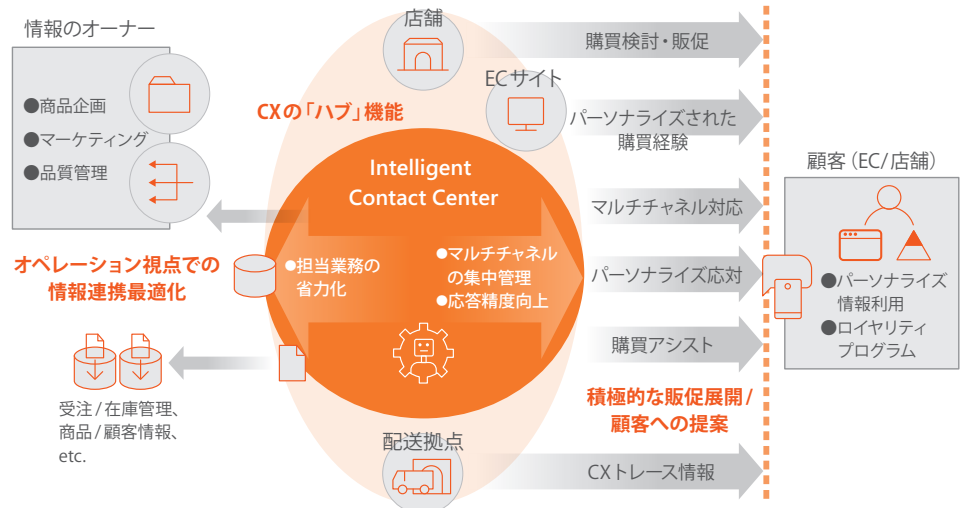 情報のオーナー
●商品企画
●マーケティング
●品質管理
オペレーション視点での
情報連携最適化
受注/在庫管理、
商品/顧客情報、
etc.
店舗
ECサイト
CXの「ハブ」機能
Intelligent
Contact Center
●担当業務の
省力化
●マルチチャネル
の集中管理
●応答精度向上
配送拠点
購買検討・販促
パーソナライズされた
購買経験
マルチチャネル対応
パーソナライズ応対
購買アシスト
積極的な販促展開/
顧客への提案
CXトレース情報
顧客（EC/店舗）
●パーソナライズ
情報利用
●ロイヤリティ
プログラム